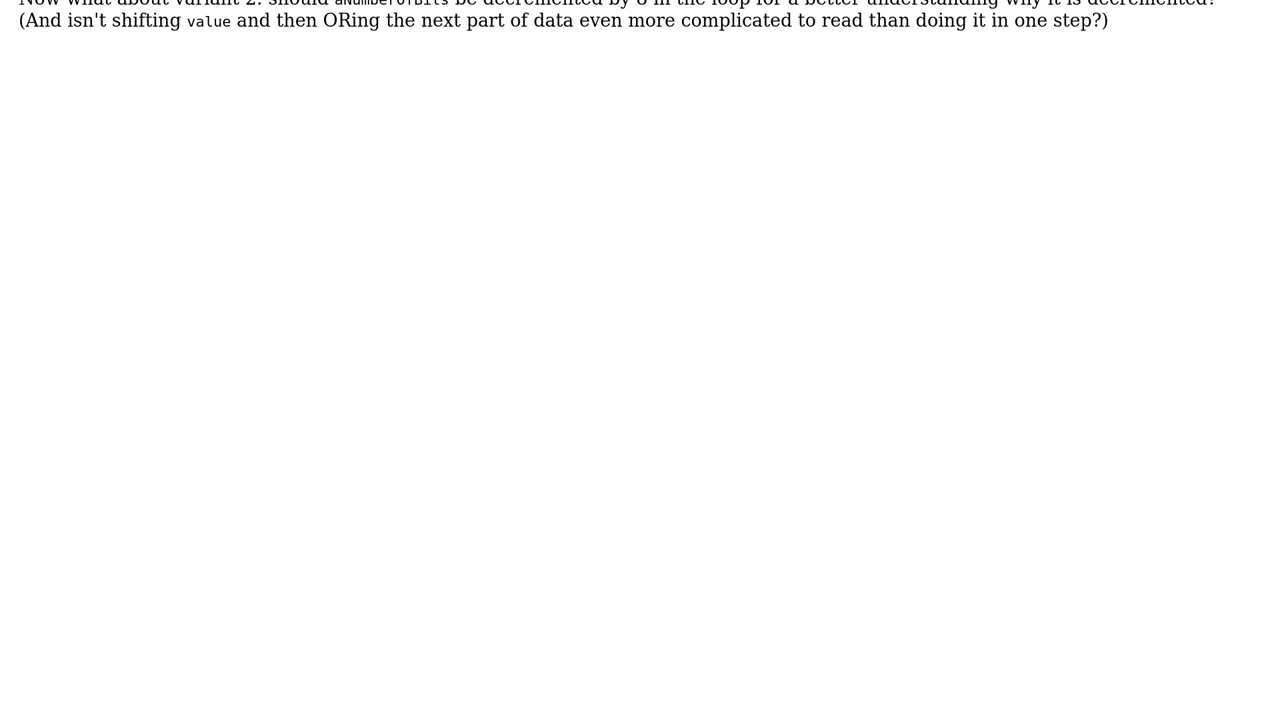 Now what about variant 2: should aNumberOfBits be decremented by 8 in the loop for a better understanding why it is decremented?
(And isn't shifting value and then ORing the next part of data even more complicated to read than doing it in one step?)